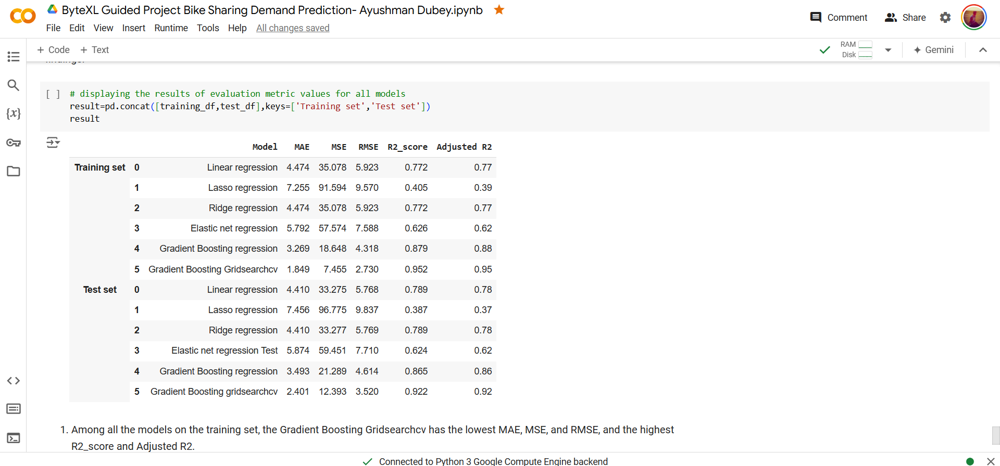 ByteXL Guided Project Bike Sharing Demand Prediction- Ayushman Dubey.ipynb
File Edit View Insert Runtime Tools Help All changes saved
Comment Share
+ Code + Text
RAM
Disk
Gemini
findings.
[ ] # displaying the results of evaluation metric values for all models
result=pd.concat([training_df,test_df],keys=['Training set','Test set'])
result
Model MAE MSE RMSE R2_score Adjusted R2
Training set 0 Linear regression 4.474 35.078 5.923 0.772 0.77
1 Lasso regression 7.255 91.594 9.570 0.405 0.39
2 Ridge regression 4.474 35.078 5.923 0.772 0.77
3 Elastic net regression 5.792 57.574 7.588 0.626 0.62
4 Gradient Boosting regression 3.269 18.648 4.318 0.879 0.88
5 Gradient Boosting Gridsearchcv 1.849 7.455 2.730 0.952 0.95
Test set 0 Linear regression 4.410 33.275 5.768 0.789 0.78
1 Lasso regression 7.456 96.775 9.837 0.387 0.37
2 Ridge regression 4.410 33.277 5.769 0.789 0.78
3 Elastic net regression Test 5.874 59.451 7.710 0.624 0.62
4 Gradient Boosting regression 3.493 21.289 4.614 0.865 0.86
5 Gradient Boosting gridsearchcv 2.401 12.393 3.520 0.922 0.92
1. Among all the models on the training set, the Gradient Boosting Gridsearchcv has the lowest MAE, MSE, and RMSE, and the highest
R2_score and Adjusted R2.
Connected to Python 3 Google Compute Engine backend